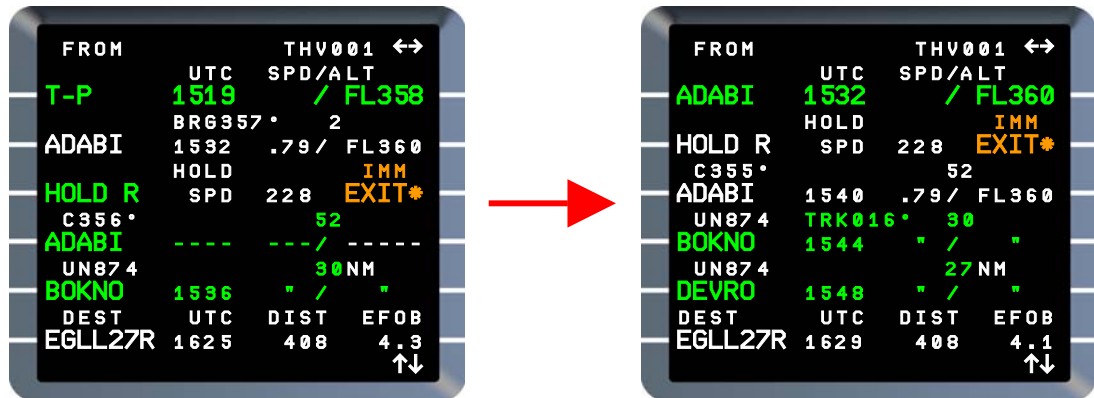 FROM THV001 ←→
UTC SPD/ALT
T-P 1519 / FL358
BRG357° 2
ADABI 1532 .79/ FL360
HOLD IMM
HOLD R SPD 228 EXIT*
C356° 52
ADABI ---- ---/ -----
UN874 30NM
BOKNO 1536 " / "
DEST UTC DIST EFOB
EGLL27R 1625 408 4.3
↑↓
FROM THV001 ←→
UTC SPD/ALT
ADABI 1532 / FL360
HOLD IMM
HOLD R SPD 228 EXIT*
C355° 52
ADABI 1540 .79/ FL360
UN874 TRK016° 30
BOKNO 1544 " / "
UN874 27NM
DEVRO 1548 " / "
DEST UTC DIST EFOB
EGLL27R 1629 408 4.1
↑↓